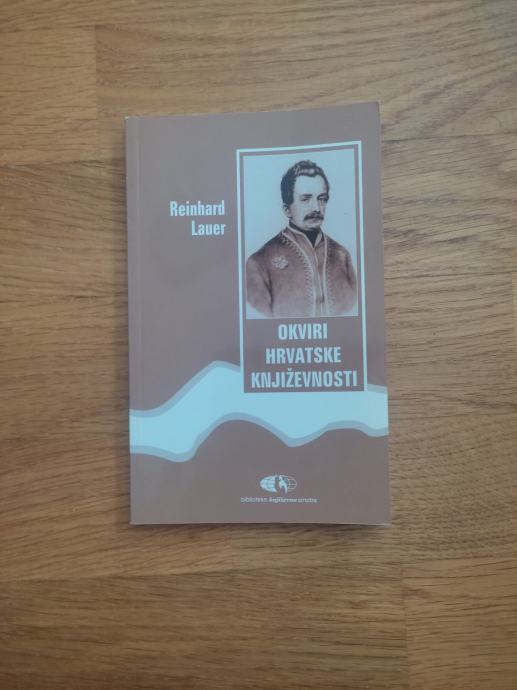 Reinhard
Lauer
OKVIRI
HRVATSKE
KNJIŽEVNOSTI
biblioteka književna smotra